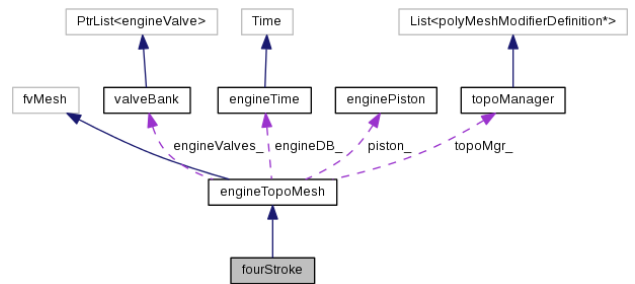 PtrList<engineValve>
Time
List<polyMeshModifierDefinition*>
fvMesh
valveBank
engineTime
enginePiston
topoManager
engineValves_
engineDB_
piston_
topoMgr_
engineTopoMesh
fourStroke